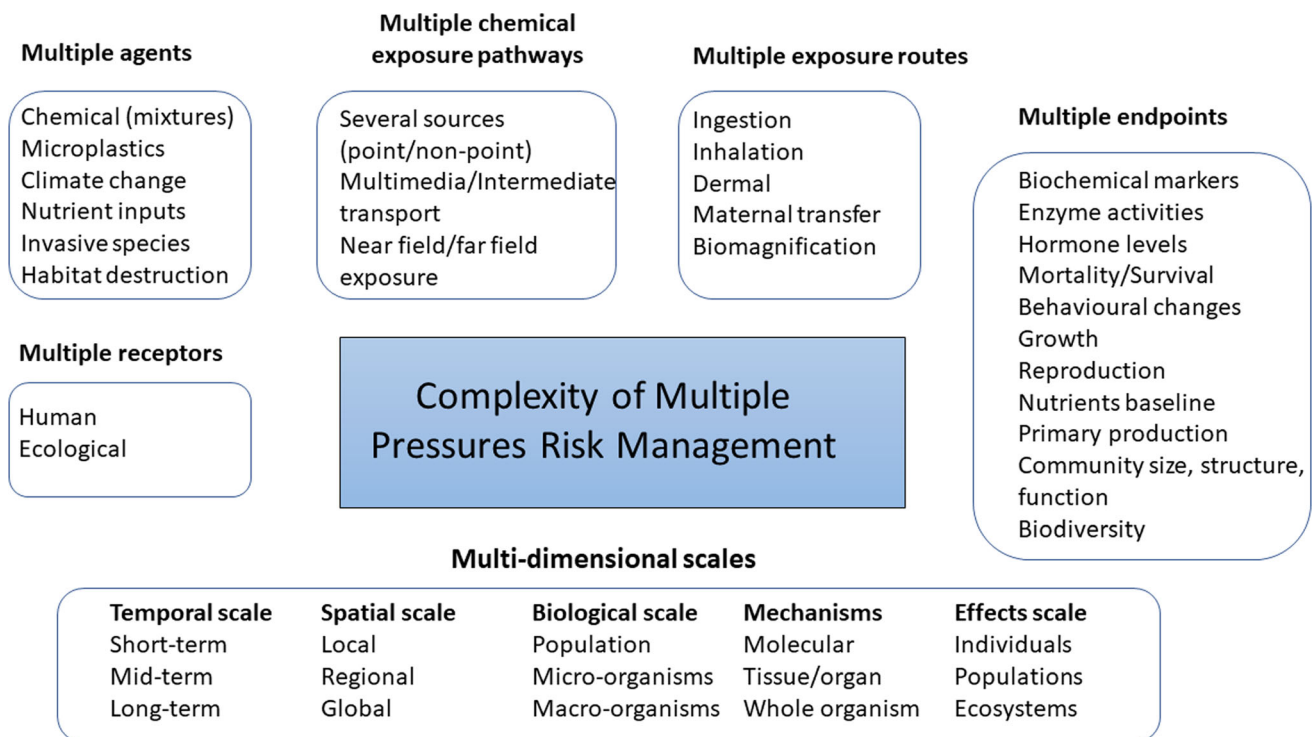 Multiple agents
Chemical (mixtures)
Microplastics
Climate change
Nutrient inputs
Invasive species
Habitat destruction
Multiple chemical
exposure pathways
Several sources
(point/non-point)
Multimedia/Intermediate
transport
Near field/far field
exposure
Multiple exposure routes
Ingestion
Inhalation
Dermal
Maternal transfer
Biomagnification
Multiple endpoints
Biochemical markers
Enzyme activities
Hormone levels
Mortality/Survival
Behavioural changes
Growth
Reproduction
Nutrients baseline
Primary production
Community size, structure,
function
Biodiversity
Multiple receptors
Human
Ecological
Complexity of Multiple
Pressures Risk Management
Multi-dimensional scales
Temporal scale
Short-term
Mid-term
Long-term
Spatial scale
Local
Regional
Global
Biological scale
Population
Micro-organisms
Macro-organisms
Mechanisms
Molecular
Tissue/organ
Whole organism
Effects scale
Individuals
Populations
Ecosystems